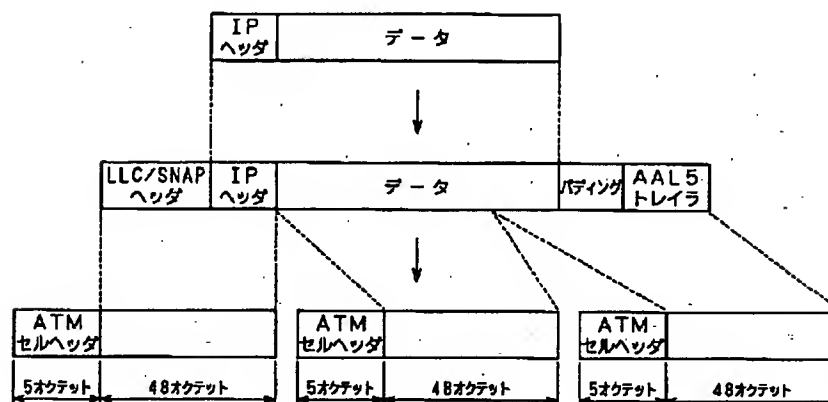 IP
ヘッダ
データ
LLC/SNAP
ヘッダ
IP
ヘッダ
データ
パディング
AAL5
トレイラ
ATM
セルヘッダ
ATM
セルヘッダ
ATM
セルヘッダ
5オクテット
48オクテット
5オクテット
48オクテット
5オクテット
48オクテット